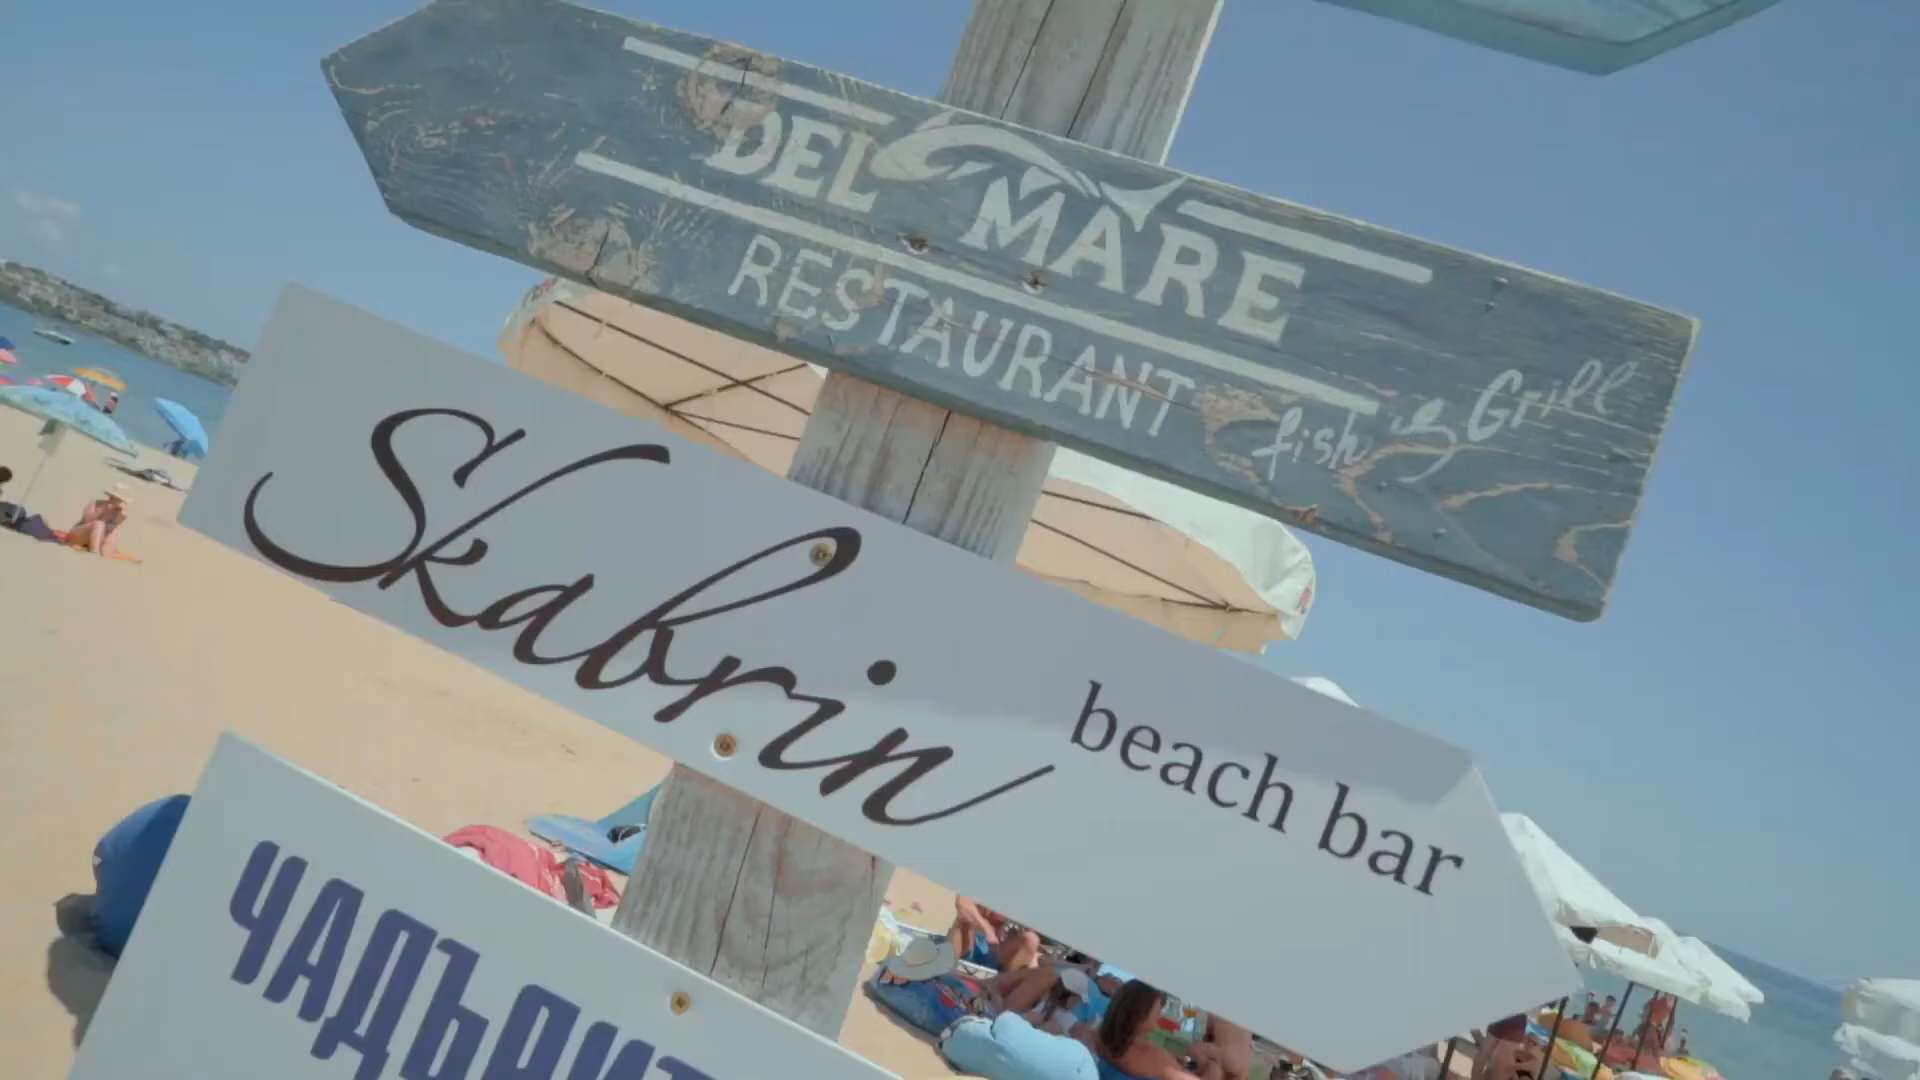 DEL MARE
RESTAURANT
fish & Grill
Skabrin
beach bar